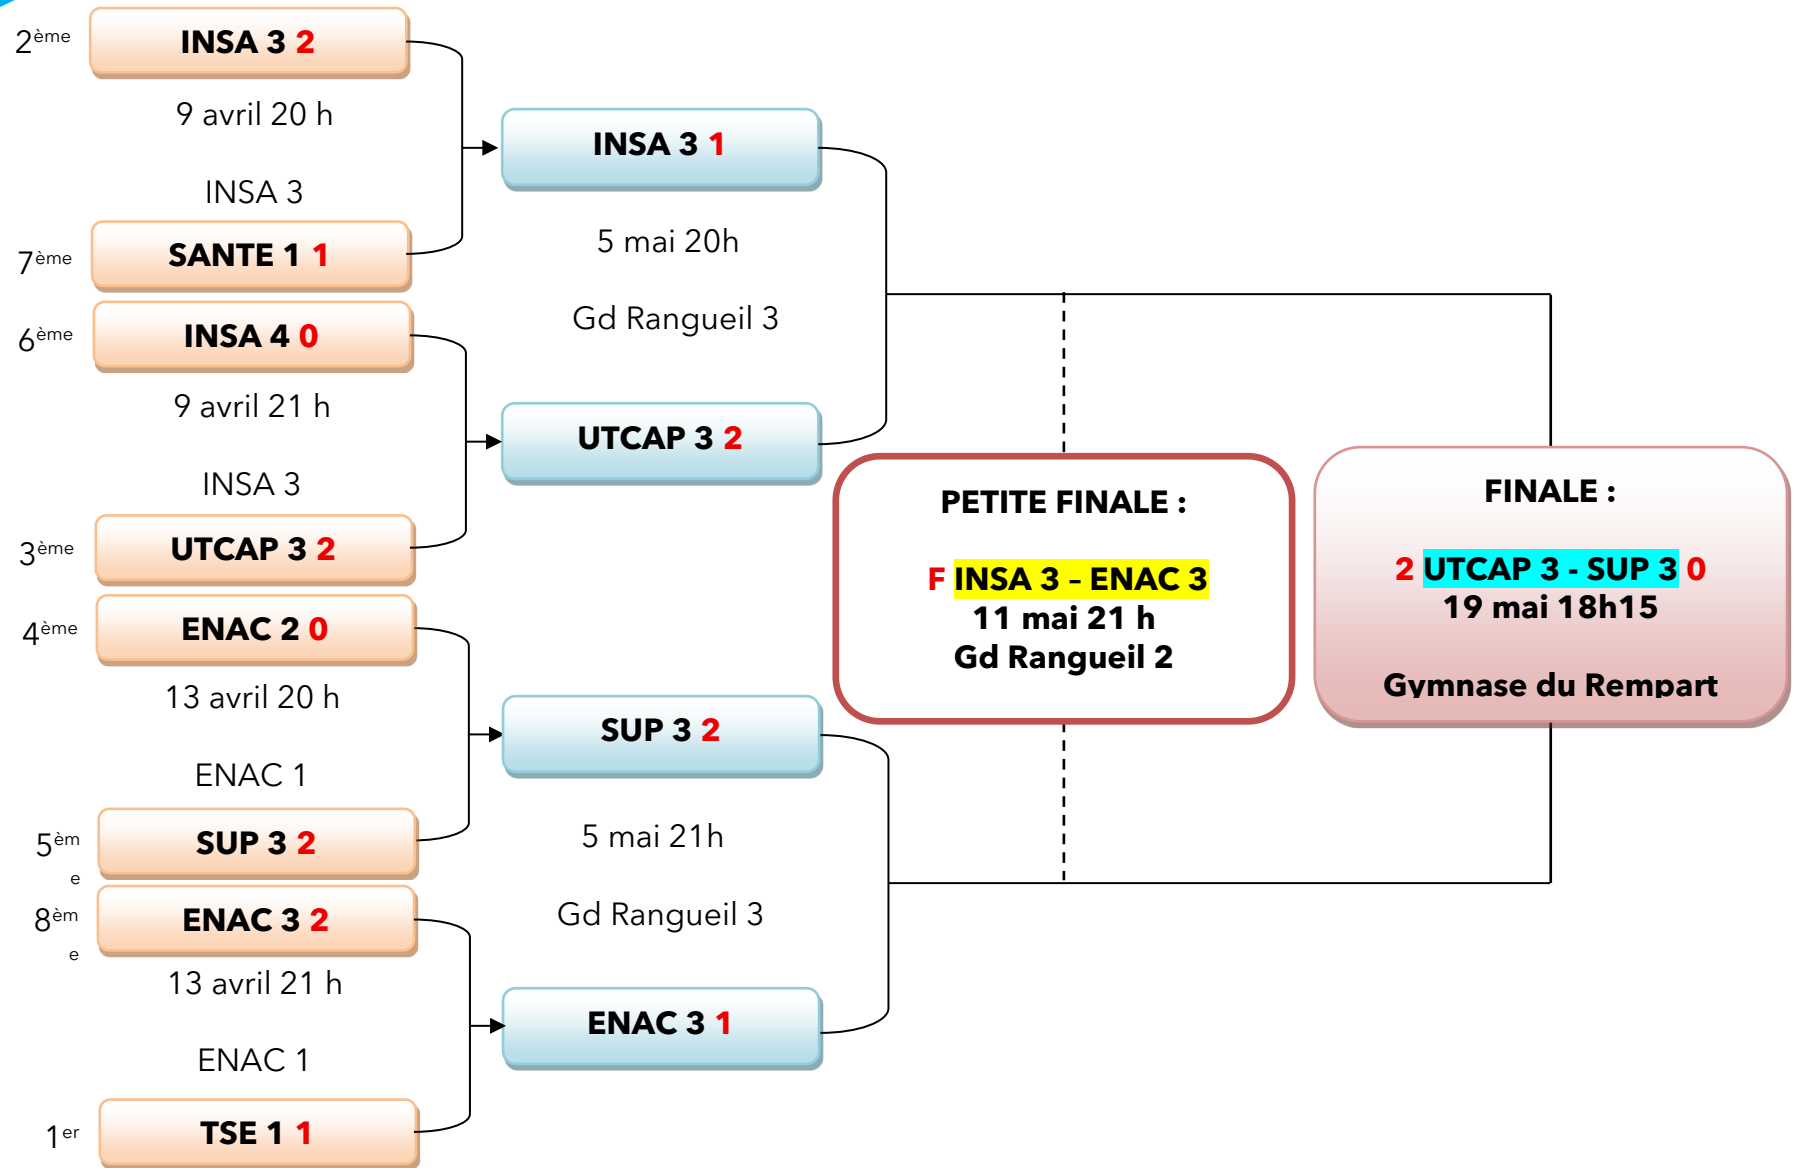 2ème
INSA 3 2
9 avril 20 h
INSA 3
7ème
SANTE 1 1
6ème
INSA 4 0
9 avril 21 h
INSA 3
3ème
UTCAP 3 2
4ème
ENAC 2 0
13 avril 20 h
ENAC 1
5èm
e
SUP 3 2
8èm
e
ENAC 3 2
13 avril 21 h
ENAC 1
1er
TSE 1 1
INSA 3 1
5 mai 20h
Gd Rangueil 3
UTCAP 3 2
SUP 3 2
5 mai 21h
Gd Rangueil 3
ENAC 3 1
PETITE FINALE :
F INSA 3 – ENAC 3
11 mai 21 h
Gd Rangueil 2
FINALE :
2 UTCAP 3 - SUP 3 0
19 mai 18h15
Gymnase du Rempart